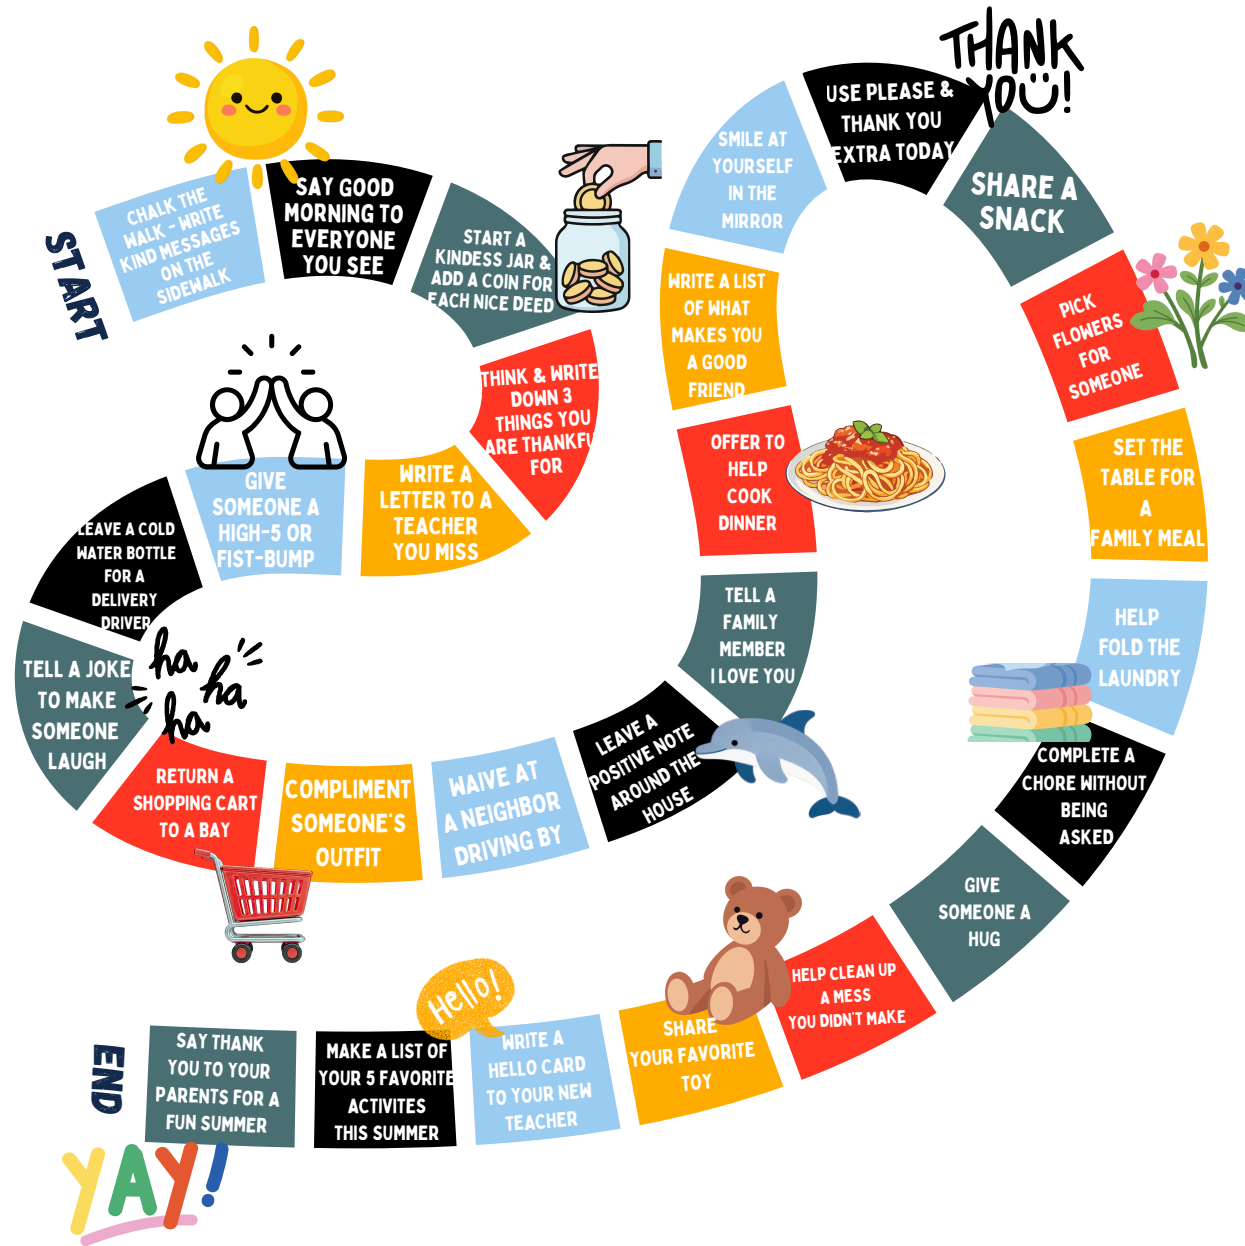 START
CHALK THE
WALK - WRITE
KIND MESSAGES
ON THE
SIDEWALK
SAY GOOD
MORNING TO
EVERYONE
YOU SEE
START A
KINDESS JAR &
ADD A COIN FOR
EACH NICE DEED
THINK & WRITE
DOWN 3
THINGS YOU
ARE THANKFU
FOR
WRITE A
LETTER TO A
TEACHER
YOU MISS
GIVE
SOMEONE A
HIGH-5 OR
FIST-BUMP
LEAVE A COLD
WATER BOTTLE
FOR A
DELIVERY
DRIVER
TELL A JOKE
TO MAKE
SOMEONE
LAUGH
ha
ha
ha
RETURN A
SHOPPING CART
TO A BAY
COMPLIMENT
SOMEONE'S
OUTFIT
WAIVE AT
A NEIGHBOR
DRIVING BY
LEAVE A
POSITIVE NOTE
AROUND THE
HOUSE
TELL A
FAMILY
MEMBER
I LOVE YOU
OFFER TO
HELP
COOK
DINNER
WRITE A LIST
OF WHAT
MAKES YOU
A GOOD
FRIEND
SMILE AT
YOURSELF
IN THE
MIRROR
USE PLEASE &
THANK YOU
EXTRA TODAY
THANK
YOU!
SHARE A
SNACK
PICK
FLOWERS
FOR
SOMEONE
SET THE
TABLE FOR
A
FAMILY MEAL
HELP
FOLD THE
LAUNDRY
COMPLETE A
CHORE WITHOUT
BEING
ASKED
GIVE
SOMEONE A
HUG
HELP CLEAN UP
A MESS
YOU DIDN'T MAKE
SHARE
YOUR FAVORITE
TOY
Hello!
WRITE A
HELLO CARD
TO YOUR NEW
TEACHER
MAKE A LIST OF
YOUR 5 FAVORITE
ACTIVITES
THIS SUMMER
SAY THANK
YOU TO YOUR
PARENTS FOR A
FUN SUMMER
END
YAY!